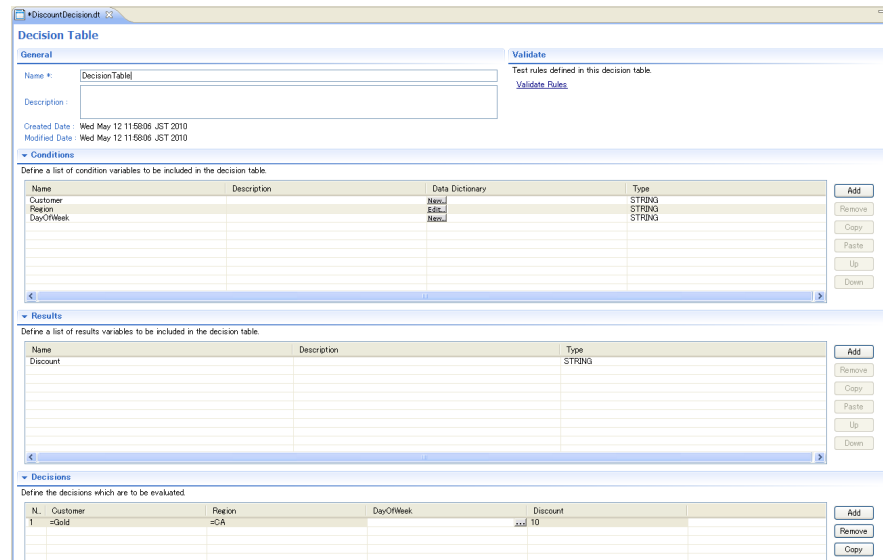 *DiscountDecision.dt
Decision Table
General
Validate
Name *:
DecisionTable
Test rules defined in this decision table.
Validate Rules
Description :
Created Date : Wed May 12 11:58:06 JST 2010
Modified Date : Wed May 12 11:58:06 JST 2010
Conditions
Define a list of condition variables to be included in the decision table.
Name Description Data Dictionary Type
Customer New... STRING
Region Edit... STRING
DayOfWeek New... STRING
Add
Remove
Copy
Paste
Up
Down
Results
Define a list of results variables to be included in the decision table.
Name Description Type
Discount STRING
Add
Remove
Copy
Paste
Up
Down
Decisions
Define the decisions which are to be evaluated.
N... Customer Region DayOfWeek Discount
1 =Gold =CA ... 10
Add
Remove
Copy